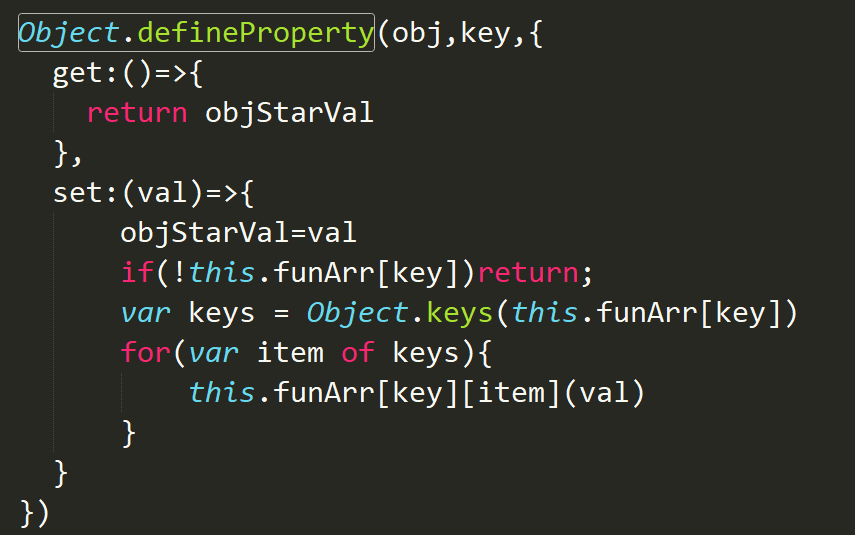 Object.defineProperty(obj,key,{
  get:()=>{
    return objStarVal
  },
  set:(val)=>{
      objStarVal=val
      if(!this.funArr[key])return;
      var keys = Object.keys(this.funArr[key])
      for(var item of keys){
          this.funArr[key][item](val)
      }
  }
})